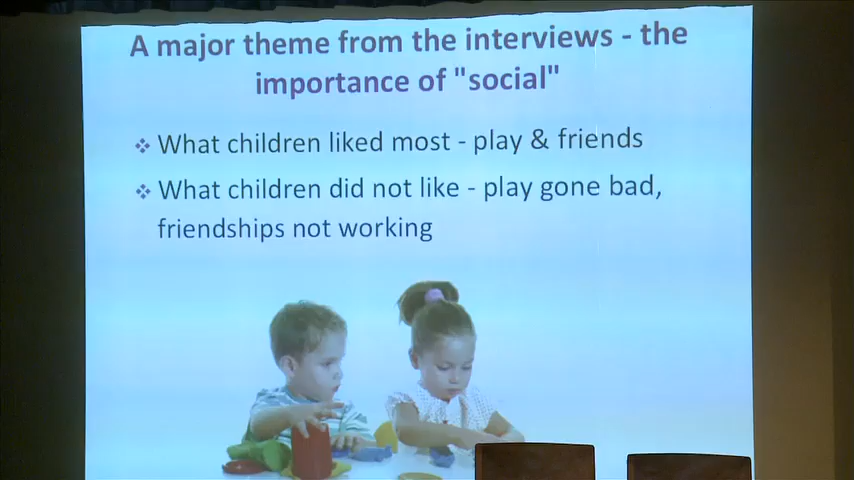 A major theme from the interviews - the
importance of "social"
❖ What children liked most - play & friends
❖ What children did not like - play gone bad,
friendships not working